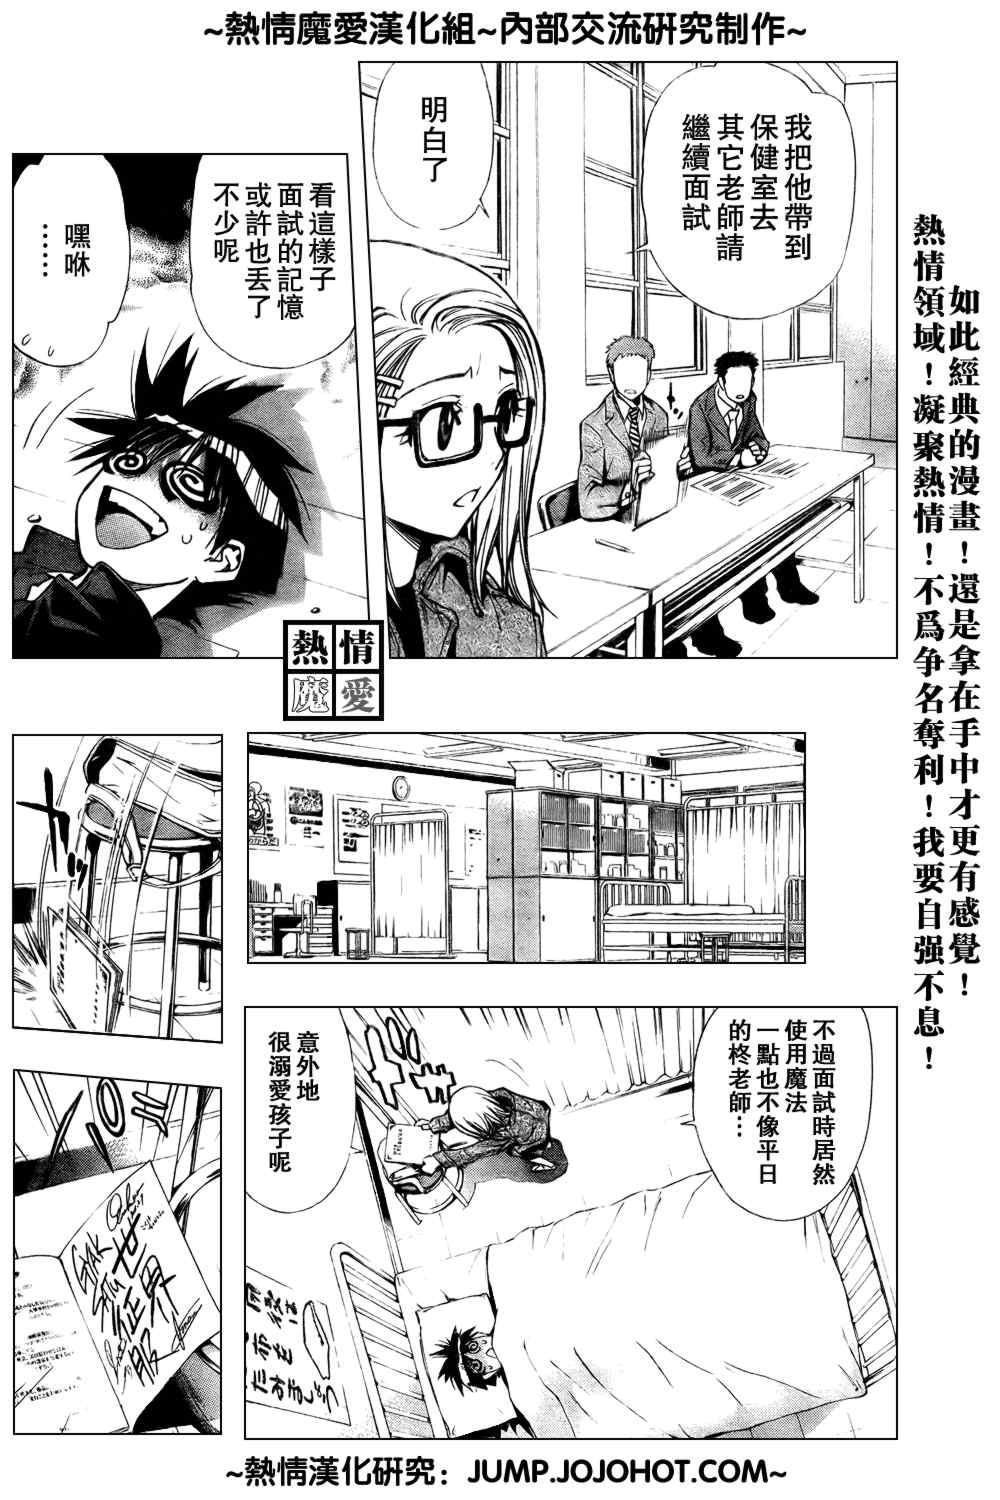 ~熱情魔愛漢化組~內部交流研究制作~
我把他帶到
保健室去
其它老師請
繼續面試
明白了
看這樣子
面試的記憶
或許也丟了
不少呢
嘿咻
……
如此經典的漫畫！還是拿在手中才更有感覺！
熱情領域！凝聚熱情！不爲争名奪利！我要自强不息！
熱情
魔愛
不過面試時居然
使用魔法
一點也不像平日
的柊老師…
意外地
很溺愛孩子呢
世界征服
~熱情漢化研究：JUMP.JOJOHOT.COM~